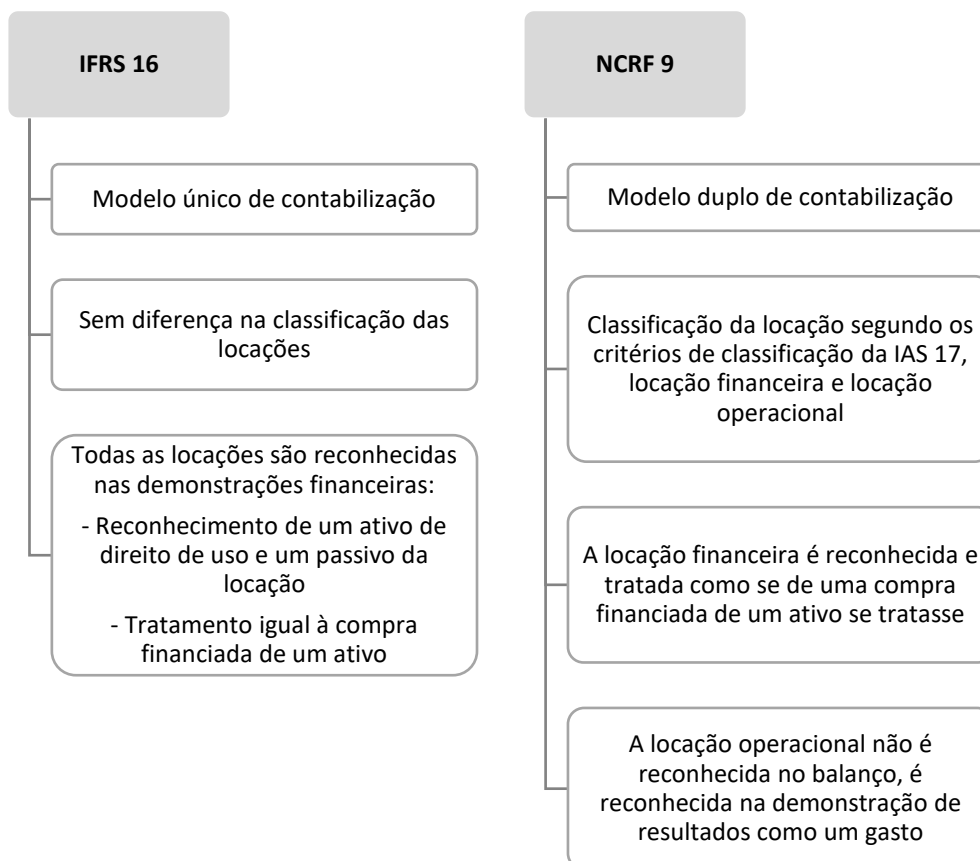 IFRS 16
Modelo único de contabilização
Sem diferença na classificação das
locações
Todas as locações são reconhecidas
nas demonstrações financeiras:
- Reconhecimento de um ativo de
direito de uso e um passivo da
locação
- Tratamento igual à compra
financiada de um ativo
NCRF 9
Modelo duplo de contabilização
Classificação da locação segundo os
critérios de classificação da IAS 17,
locação financeira e locação
operacional
A locação financeira é reconhecida e
tratada como se de uma compra
financiada de um ativo se tratasse
A locação operacional não é
reconhecida no balanço, é
reconhecida na demonstração de
resultados como um gasto